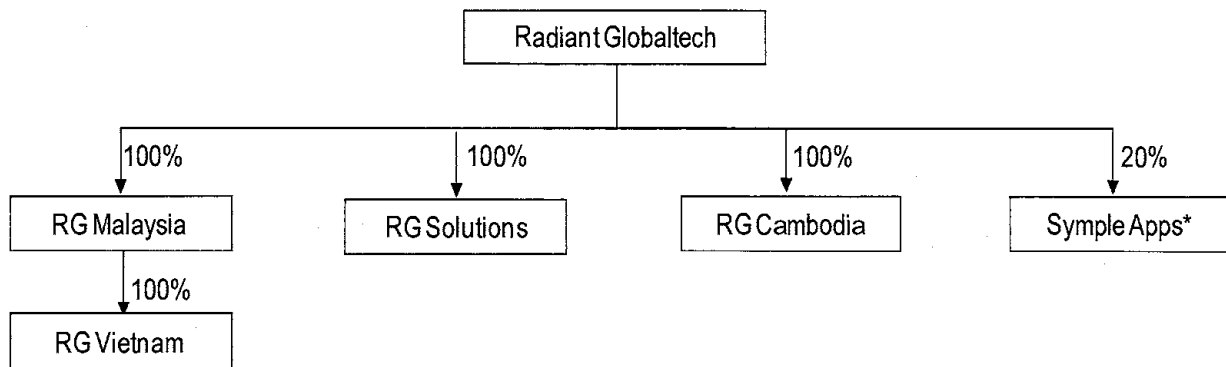 Radiant Globaltech
100%
100%
100%
20%
RG Malaysia
RG Solutions
RG Cambodia
Symple Apps*
100%
RG Vietnam